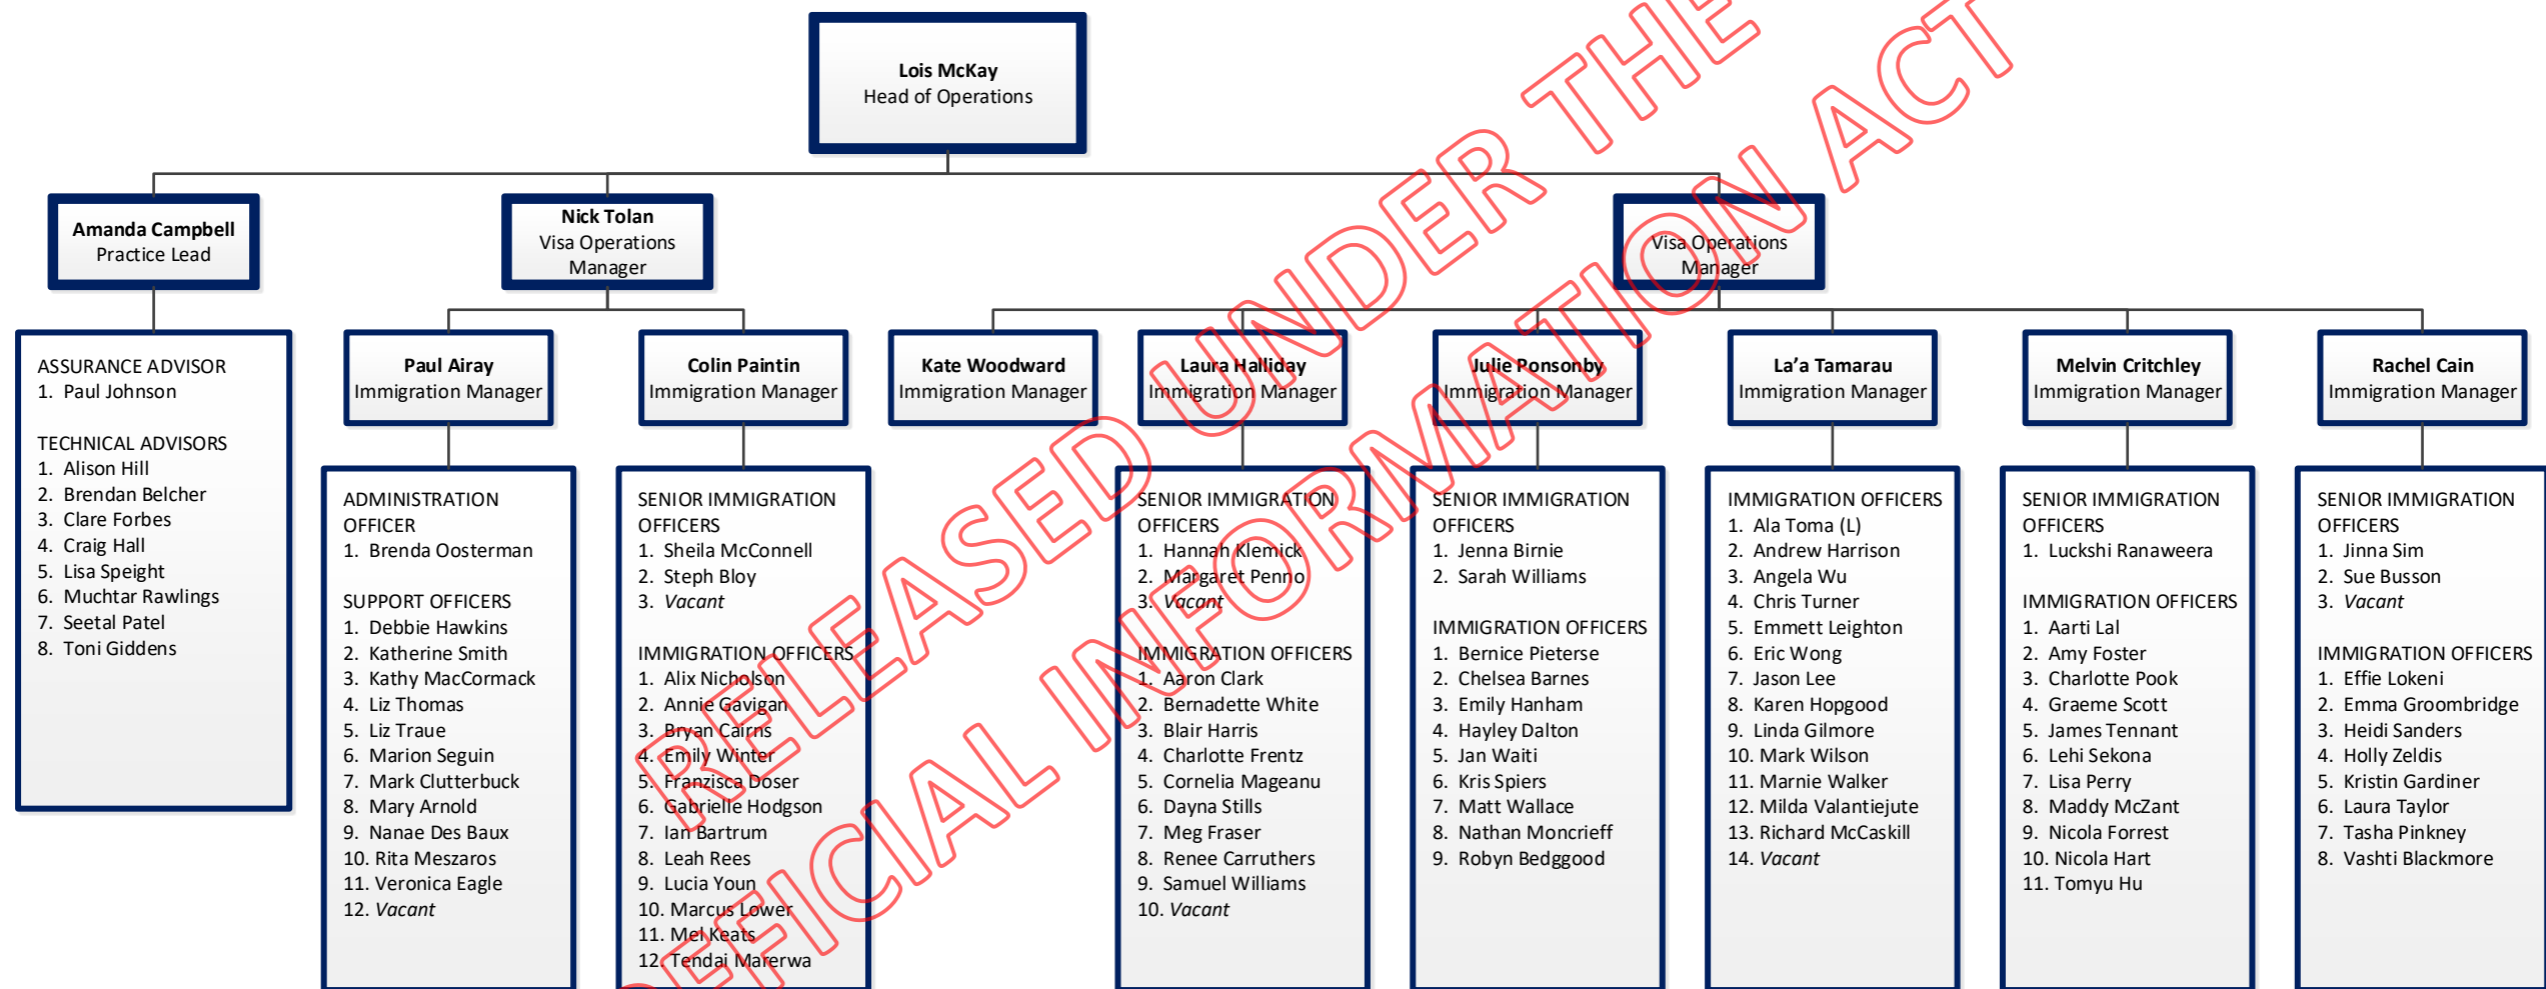 Lois McKay
Head of Operations
Amanda Campbell
Practice Lead
Nick Tolan
Visa Operations
Manager
Visa Operations
Manager
ASSURANCE ADVISOR
1. Paul Johnson
TECHNICAL ADVISORS
1. Alison Hill
2. Brendan Belcher
3. Clare Forbes
4. Craig Hall
5. Lisa Speight
6. Muchtar Rawlings
7. Seetal Patel
8. Toni Giddens
Paul Airay
Immigration Manager
ADMINISTRATION
OFFICER
1. Brenda Oosterman
SUPPORT OFFICERS
1. Debbie Hawkins
2. Katherine Smith
3. Kathy MacCormack
4. Liz Thomas
5. Liz Traue
6. Marion Seguin
7. Mark Clutterbuck
8. Mary Arnold
9. Nanae Des Baux
10. Rita Meszaros
11. Veronica Eagle
12. Vacant
Colin Paintin
Immigration Manager
SENIOR IMMIGRATION
OFFICERS
1. Sheila McConnell
2. Steph Bloy
3. Vacant
IMMIGRATION OFFICERS
1. Alix Nicholson
2. Annie Gavigan
3. Bryan Cairns
4. Emily Winter
5. Franzisca Doser
6. Gabrielle Hodgson
7. Ian Bartrum
8. Leah Rees
9. Lucia Youn
10. Marcus Lower
11. Mel Keats
12. Tendai Marerwa
Kate Woodward
Immigration Manager
Laura Halliday
Immigration Manager
SENIOR IMMIGRATION
OFFICERS
1. Hannah Klemick
2. Margaret Penno
3. Vacant
IMMIGRATION OFFICERS
1. Aaron Clark
2. Bernadette White
3. Blair Harris
4. Charlotte Frentz
5. Cornelia Mageanu
6. Dayna Stills
7. Meg Fraser
8. Renee Carruthers
9. Samuel Williams
10. Vacant
Julie Ponsonby
Immigration Manager
SENIOR IMMIGRATION
OFFICERS
1. Jenna Birnie
2. Sarah Williams
IMMIGRATION OFFICERS
1. Bernice Pieterse
2. Chelsea Barnes
3. Emily Hanham
4. Hayley Dalton
5. Jan Waiti
6. Kris Spiers
7. Matt Wallace
8. Nathan Moncrieff
9. Robyn Bedggood
La’a Tamarau
Immigration Manager
IMMIGRATION OFFICERS
1. Ala Toma (L)
2. Andrew Harrison
3. Angela Wu
4. Chris Turner
5. Emmett Leighton
6. Eric Wong
7. Jason Lee
8. Karen Hopgood
9. Linda Gilmore
10. Mark Wilson
11. Marnie Walker
12. Milda Valantiejute
13. Richard McCaskill
14. Vacant
Melvin Critchley
Immigration Manager
SENIOR IMMIGRATION
OFFICERS
1. Luckshi Ranaweera
IMMIGRATION OFFICERS
1. Aarti Lal
2. Amy Foster
3. Charlotte Pook
4. Graeme Scott
5. James Tennant
6. Lehi Sekona
7. Lisa Perry
8. Maddy McZant
9. Nicola Forrest
10. Nicola Hart
11. Tomyu Hu
Rachel Cain
Immigration Manager
SENIOR IMMIGRATION
OFFICERS
1. Jinna Sim
2. Sue Busson
3. Vacant
IMMIGRATION OFFICERS
1. Effie Lokeni
2. Emma Groombridge
3. Heidi Sanders
4. Holly Zeldis
5. Kristin Gardiner
6. Laura Taylor
7. Tasha Pinkney
8. Vashti Blackmore
RELEASED UNDER THE
OFFICIAL INFORMATION ACT